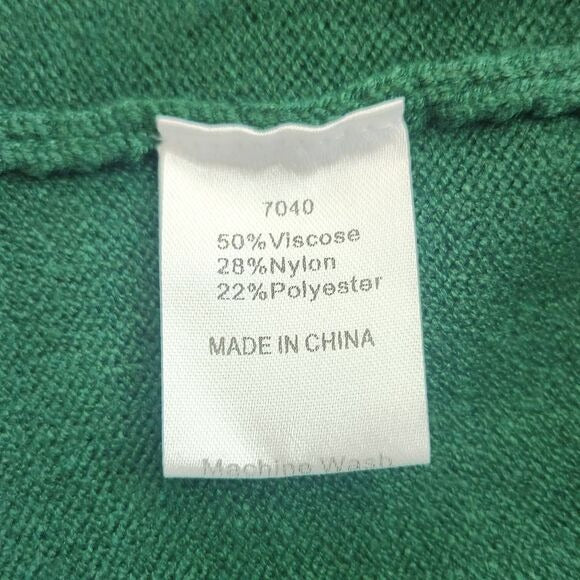 7040
50%Viscose
28%Nylon
22%Polyester
MADE IN CHINA
Machine Wash